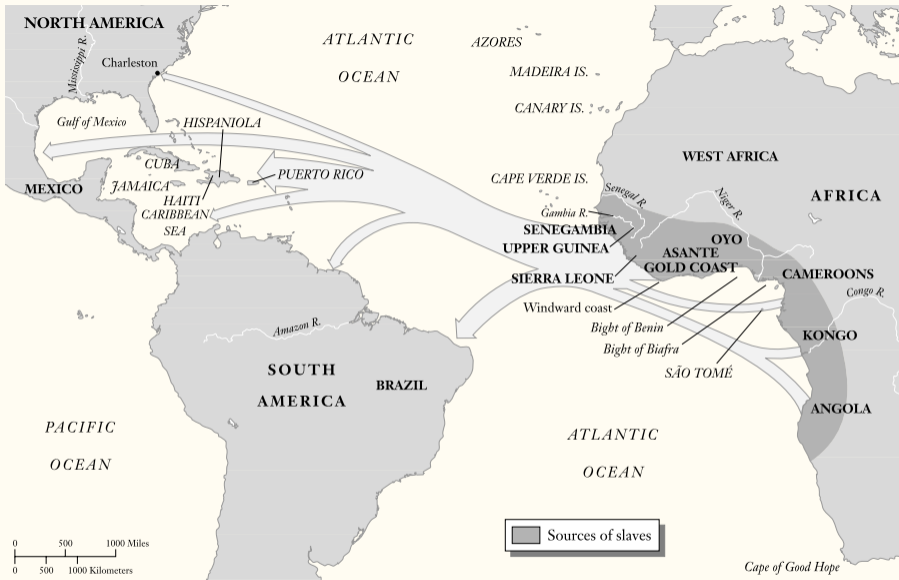 NORTH AMERICA
Mississippi R.
Charleston
ATLANTIC
OCEAN
AZORES
MADEIRA IS.
CANARY IS.
Gulf of Mexico
HISPANIOLA
CUBA
PUERTO RICO
MEXICO
JAMAICA
HAITI
CARIBBEAN
SEA
CAPE VERDE IS.
WEST AFRICA
AFRICA
Senegal R.
Niger R.
Gambia R.
SENEGAMBIA
UPPER GUINEA
OYO
ASANTE
GOLD COAST
SIERRA LEONE
CAMEROONS
Congo R.
Windward coast
Bight of Benin
Bight of Biafra
KONGO
SÃO TOMÉ
ANGOLA
Amazon R.
SOUTH
AMERICA
BRAZIL
PACIFIC
OCEAN
ATLANTIC
OCEAN
Sources of slaves
0 500 1000 Miles
0 500 1000 Kilometers
Cape of Good Hope